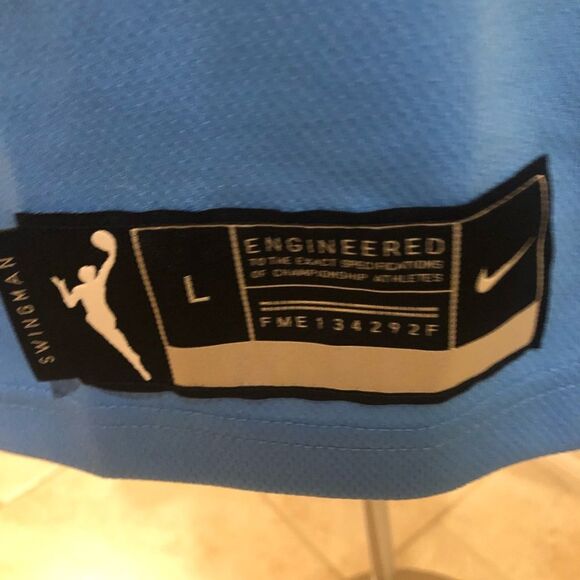 SWINGMAN
L
ENGINEERED
TO THE EXACT SPECIFICATIONS
OF CHAMPIONSHIP ATHLETES
FME134292F